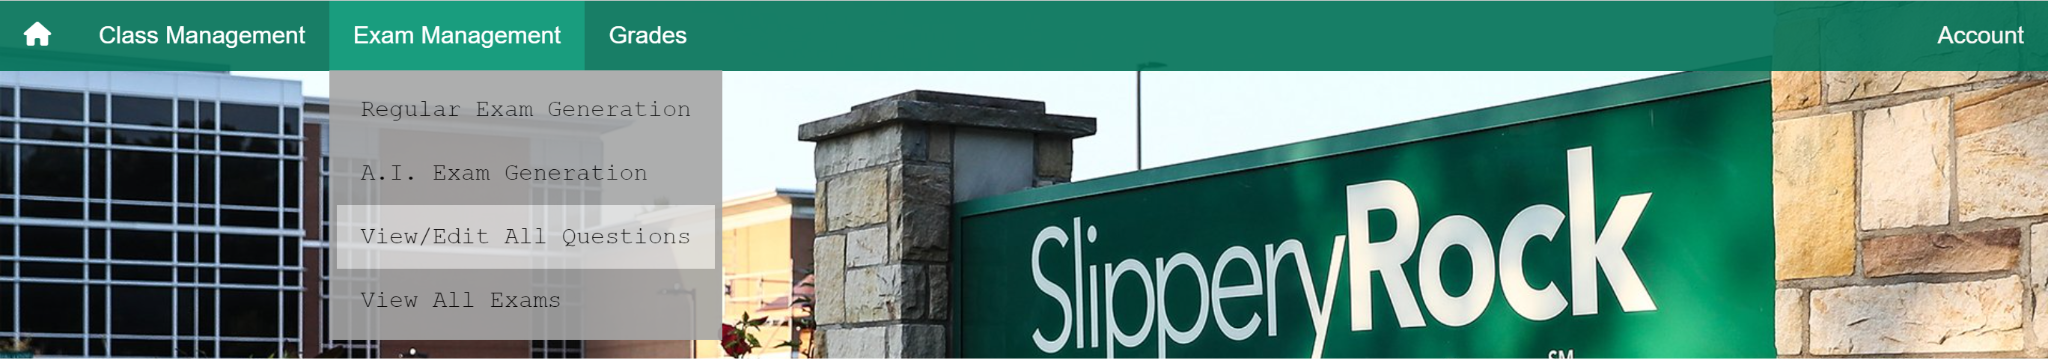 Class Management
Exam Management
Grades
Account
Regular Exam Generation
A.I. Exam Generation
View/Edit All Questions
View All Exams
SlipperyRock
SM